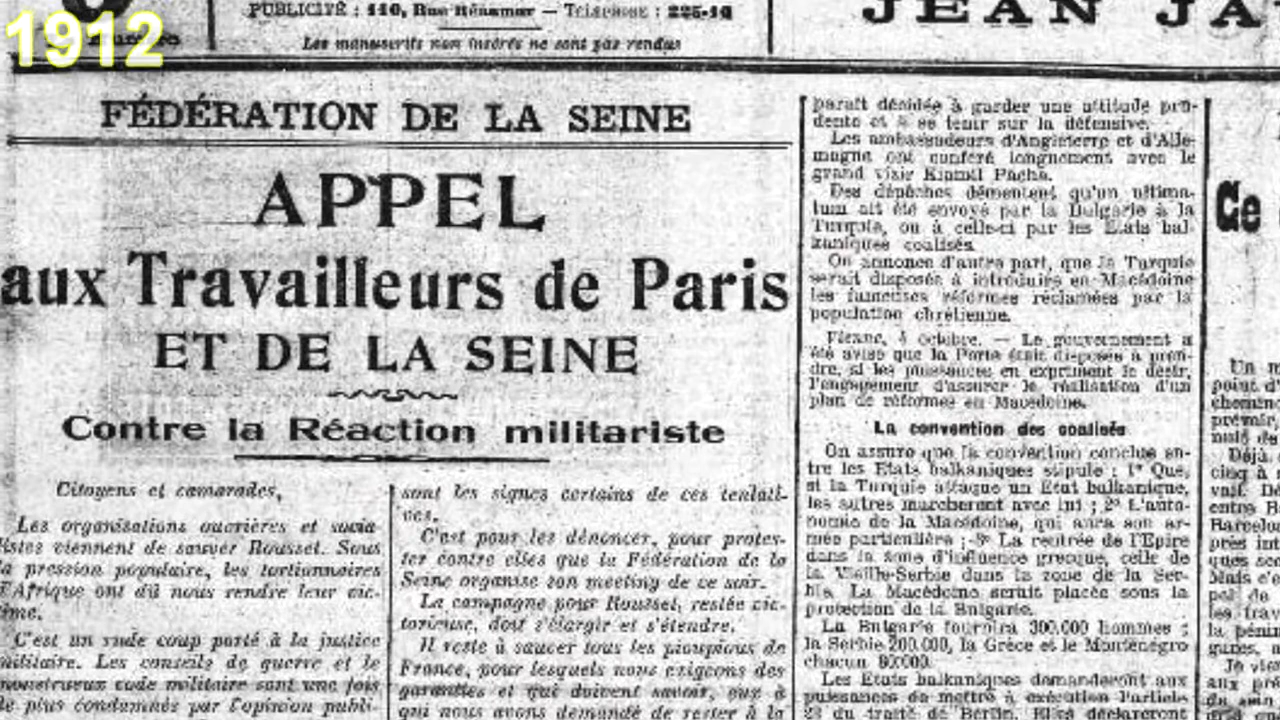 1912
PUBLICITÉ : 110, Rue Réaumur — TÉLÉPHONE :
Les manuscrits non insérés ne sont pas rendus
JEAN JA
FÉDÉRATION DE LA SEINE
APPEL
aux Travailleurs de Paris
ET DE LA SEINE
Contre la Réaction militariste
Citoyens et camarades,
Les organisations ouvrières et socia-
listes viennent de sauver Rousset. Sous
la pression populaire, les tortionnaires
d'Afrique ont dû nous rendre leur vic-
time.
C'est un rude coup porté à la justice
militaire. Les conseils de guerre et le
monstrueux code militaire sont une fois
de plus condamnés par l'opinion publi-
sont les signes certains de ces tentati-
ves.
C'est pour les dénoncer, pour protes-
ter contre elles que la Fédération de la
Seine organise son meeting de ce soir.
La campagne pour Rousset, restée vic-
torieuse, doit s'élargir et s'étendre.
Il reste à sauver tous les pioupious de
France, pour lesquels nous exigeons des
garanties et qui doivent savoir, eux à
qui nous avons demandé de rester à la
paraît décidée à garder une attitude pru-
dente et à se tenir sur la défensive.
Les ambassadeurs d'Angleterre et d'Alle-
magne ont conféré longuement avec le
grand vizir Kiamil Pacha.
Des dépêches démentent qu'un ultima-
tum ait été envoyé par la Bulgarie à la
Turquie, ou à celle-ci par les Etats bal-
kaniques coalisés.
On annonce d'autre part, que la Turquie
serait disposée à introduire en Macédoine
les fameuses réformes réclamées par la
population chrétienne.
Vienne, octobre. — Le gouvernement a
été avisé que la Porte était disposée à pren-
dre, si les puissances en expriment le désir,
l'engagement d'assurer la réalisation d'un
plan de réformes en Macédoine.
La convention des coalisés
On assure que la convention conclue en-
tre les Etats balkaniques stipule : 1° Que,
si la Turquie attaque un Etat balkanique,
les autres marcheront avec lui ; 2° L'auto-
nomie de la Macédoine, qui aura son ar-
mée particulière ; 3° La rentrée de l'Epire
dans la zone d'influence grecque, celle de
la Vieille-Serbie dans la zone de la Ser-
bie. La Macédoine serait placée sous la
protection de la Bulgarie.
La Bulgarie fournira 300.000 hommes ;
la Serbie 200.000, la Grèce et le Monténégro
chacun 80.000.
Les Etats balkaniques demanderont aux
puissances de mettre à exécution l'article
23 du traité de Berlin. Elles déclareront
Ce
Un
point d'
Déjà,
cinq à
entre
près
Mais
les
la
Je